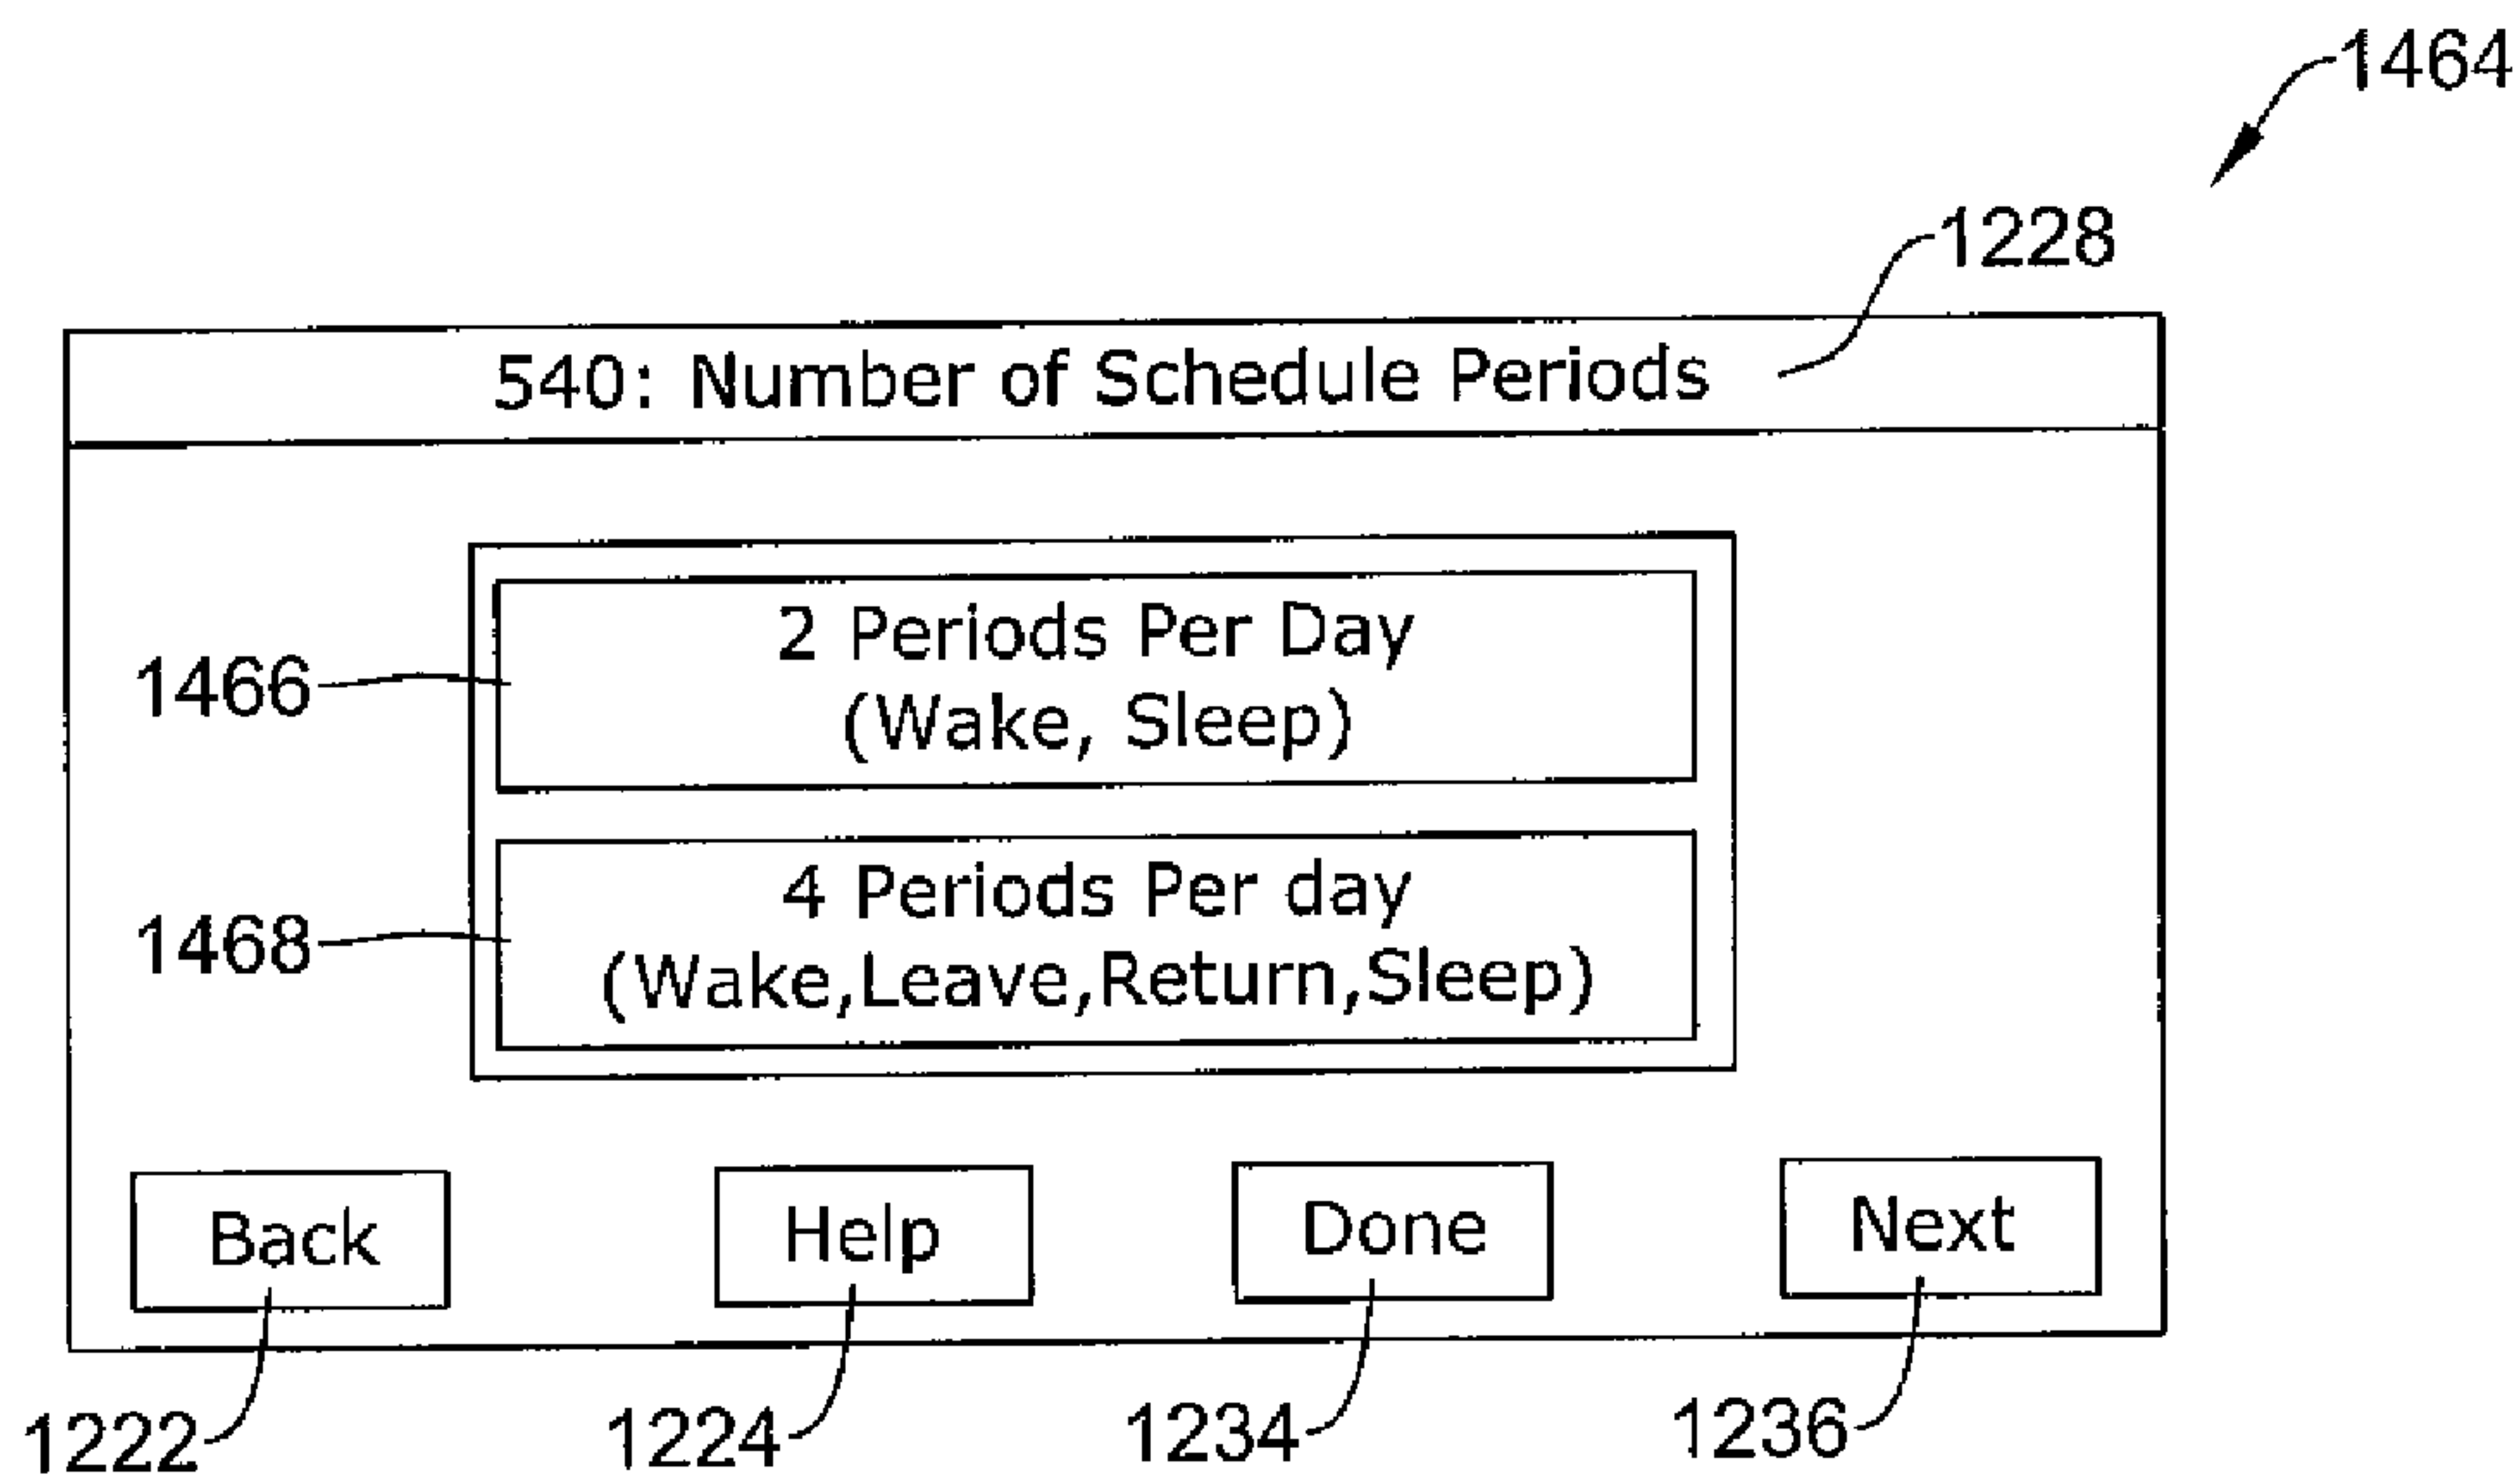 1464
1228
540: Number of Schedule Periods
2 Periods Per Day
1466
(Wake, Sleep)
4 Periods Per day
1468
(Wake,Leave,Return,Sleep)
Back
Help
Done
Next
1222
1224
1234
1236